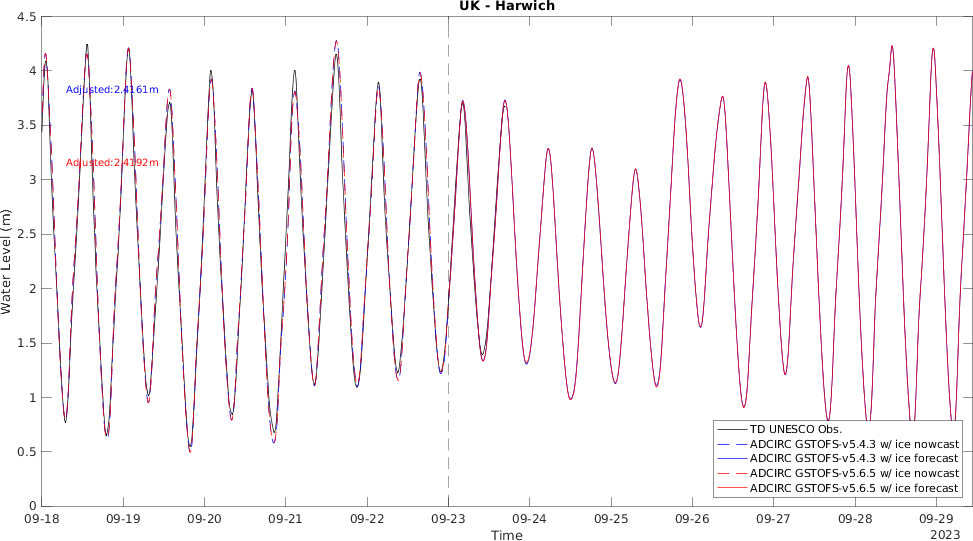 UK - Harwich
4.5
4
3.5
3
2.5
2
1.5
1
0.5
0
Water Level (m)
Adjusted:2.4161m
Adjusted:2.4192m
TD UNESCO Obs.
ADCIRC GSTOFS-v5.4.3 w/ ice nowcast
ADCIRC GSTOFS-v5.4.3 w/ ice forecast
ADCIRC GSTOFS-v5.6.5 w/ ice nowcast
ADCIRC GSTOFS-v5.6.5 w/ ice forecast
09-18 09-19 09-20 09-21 09-22 09-23 09-24 09-25 09-26 09-27 09-28 09-29
Time
2023